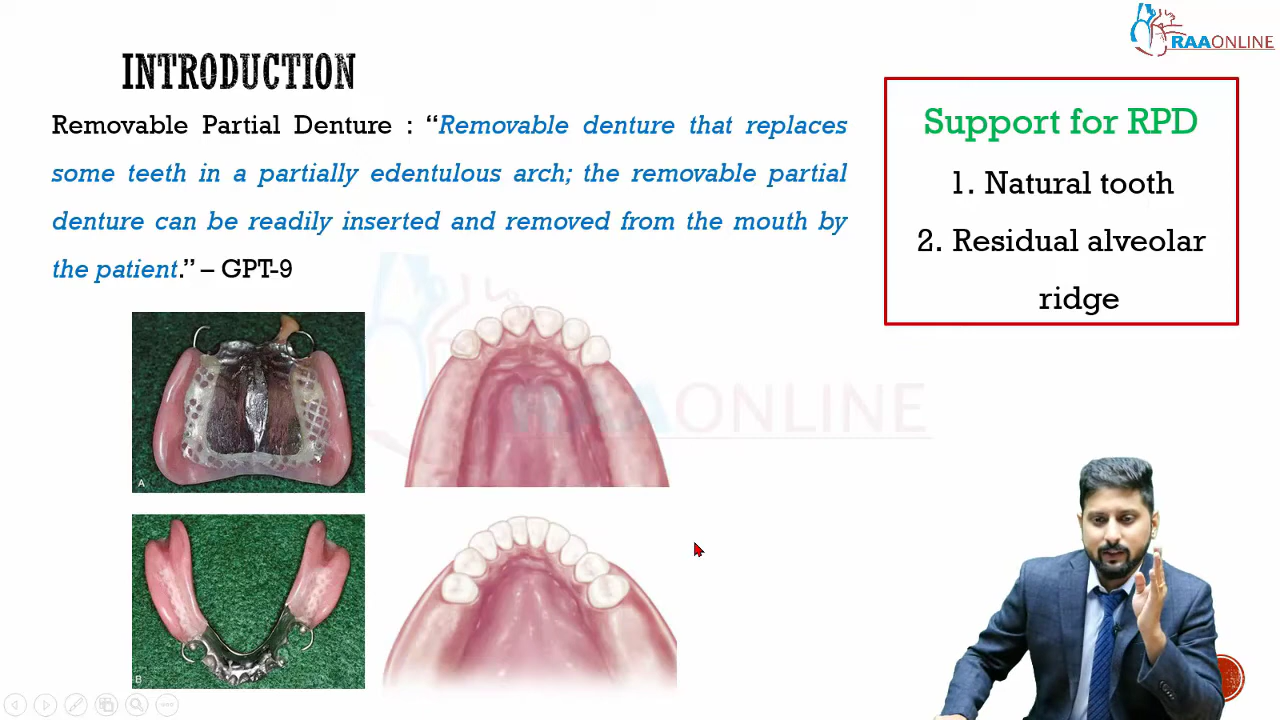 RAAONLINE
INTRODUCTION
Removable Partial Denture : “Removable denture that replaces
some teeth in a partially edentulous arch; the removable partial
denture can be readily inserted and removed from the mouth by
the patient.” – GPT-9
Support for RPD
1. Natural tooth
2. Residual alveolar
ridge
RAAONLINE
A
B